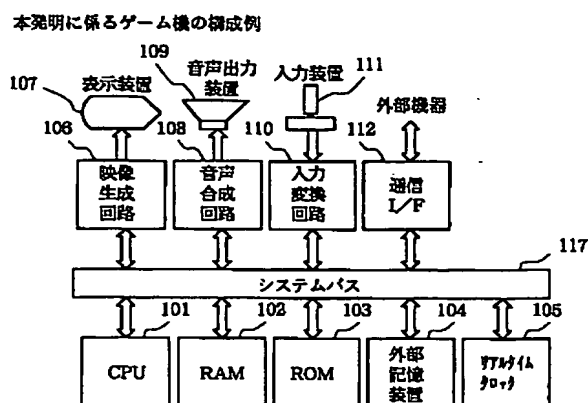 本発明に係るゲーム機の構成例
109
音声出力
装置
入力装置
111
107
表示装置
外部機器
106
108
110
112
映像
生成
回路
音声
合成
回路
入力
変換
回路
通信
I/F
117
システムバス
101
102
103
104
105
CPU
RAM
ROM
外部
記憶
装置
リアルタイム
クロック